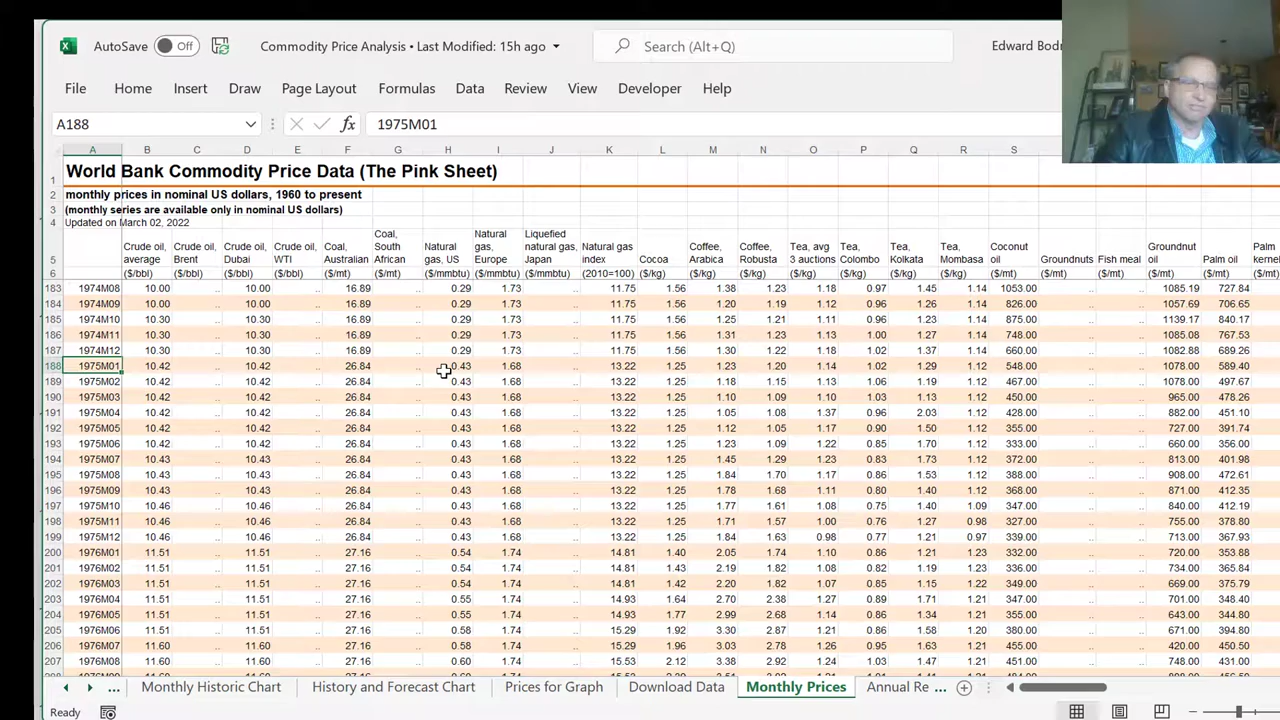 AutoSave Off Commodity Price Analysis • Last Modified: 15h ago Search (Alt+Q) Edward Bod
File Home Insert Draw Page Layout Formulas Data Review View Developer Help
A188 fx 1975M01
A B C D E F G H I J K L M N O P Q R S T U V W
1 World Bank Commodity Price Data (The Pink Sheet)
2 monthly prices in nominal US dollars, 1960 to present
3 (monthly series are available only in nominal US dollars)
4 Updated on March 02, 2022
5 Crude oil, average Crude oil, Brent Crude oil, Dubai Crude oil, WTI Coal, Australian Coal, South African Natural gas, US Natural gas, Europe Liquefied natural gas, Japan Natural gas index Cocoa Coffee, Arabica Coffee, Robusta Tea, avg 3 auctions Tea, Colombo Tea, Kolkata Tea, Mombasa Coconut oil Groundnuts Fish meal Groundnut oil Palm oil Palm kerne
6 ($/bbl) ($/bbl) ($/bbl) ($/bbl) ($/mt) ($/mt) ($/mmbtu) ($/mmbtu) ($/mmbtu) (2010=100) ($/kg) ($/kg) ($/kg) ($/kg) ($/kg) ($/kg) ($/kg) ($/mt) ($/mt) ($/mt) ($/mt) ($/mt) ($/
183 1974M08 10.00 .. 10.00 .. 16.89 .. 0.29 1.73 .. 11.75 1.56 1.38 1.23 1.18 0.97 1.45 1.14 1053.00 .. .. 1085.19 727.84
184 1974M09 10.00 .. 10.00 .. 16.89 .. 0.29 1.73 .. 11.75 1.56 1.20 1.19 1.12 0.96 1.26 1.14 826.00 .. .. 1057.69 706.65
185 1974M10 10.30 .. 10.30 .. 16.89 .. 0.29 1.73 .. 11.75 1.56 1.25 1.21 1.11 0.96 1.23 1.14 875.00 .. .. 1139.17 840.17
186 1974M11 10.30 .. 10.30 .. 16.89 .. 0.29 1.73 .. 11.75 1.56 1.31 1.23 1.13 1.00 1.27 1.14 748.00 .. .. 1085.08 767.53
187 1974M12 10.30 .. 10.30 .. 16.89 .. 0.29 1.73 .. 11.75 1.56 1.30 1.22 1.18 1.02 1.37 1.14 660.00 .. .. 1082.88 689.26
188 1975M01 10.42 .. 10.42 .. 26.84 .. 0.43 1.68 .. 13.22 1.25 1.23 1.20 1.14 1.02 1.29 1.12 548.00 .. .. 1078.00 589.40
189 1975M02 10.42 .. 10.42 .. 26.84 .. 0.43 1.68 .. 13.22 1.25 1.18 1.15 1.13 1.06 1.19 1.12 467.00 .. .. 1078.00 497.67
190 1975M03 10.42 .. 10.42 .. 26.84 .. 0.43 1.68 .. 13.22 1.25 1.10 1.09 1.10 1.03 1.13 1.12 450.00 .. .. 965.00 478.26
191 1975M04 10.42 .. 10.42 .. 26.84 .. 0.43 1.68 .. 13.22 1.25 1.05 1.08 1.37 0.96 2.03 1.12 428.00 .. .. 882.00 451.10
192 1975M05 10.42 .. 10.42 .. 26.84 .. 0.43 1.68 .. 13.22 1.25 1.12 1.05 1.17 0.90 1.50 1.12 355.00 .. .. 727.00 391.74
193 1975M06 10.42 .. 10.42 .. 26.84 .. 0.43 1.68 .. 13.22 1.25 1.23 1.09 1.22 0.85 1.70 1.12 333.00 .. .. 660.00 356.00
194 1975M07 10.43 .. 10.43 .. 26.84 .. 0.43 1.68 .. 13.22 1.25 1.45 1.29 1.23 0.83 1.73 1.12 372.00 .. .. 813.00 401.98
195 1975M08 10.43 .. 10.43 .. 26.84 .. 0.43 1.68 .. 13.22 1.25 1.84 1.70 1.17 0.86 1.53 1.12 388.00 .. .. 908.00 472.61
196 1975M09 10.43 .. 10.43 .. 26.84 .. 0.43 1.68 .. 13.22 1.25 1.78 1.68 1.11 0.80 1.40 1.12 368.00 .. .. 871.00 412.35
197 1975M10 10.46 .. 10.46 .. 26.84 .. 0.43 1.68 .. 13.22 1.25 1.77 1.61 1.08 0.75 1.40 1.09 347.00 .. .. 840.00 412.19
198 1975M11 10.46 .. 10.46 .. 26.84 .. 0.43 1.68 .. 13.22 1.25 1.71 1.57 1.00 0.76 1.27 0.98 327.00 .. .. 755.00 378.80
199 1975M12 10.46 .. 10.46 .. 26.84 .. 0.43 1.68 .. 13.22 1.25 1.84 1.63 0.98 0.77 1.21 0.97 339.00 .. .. 713.00 367.93
200 1976M01 11.51 .. 11.51 .. 27.16 .. 0.54 1.74 .. 14.81 1.40 2.05 1.74 1.10 0.86 1.21 1.23 332.00 .. .. 720.00 353.88
201 1976M02 11.51 .. 11.51 .. 27.16 .. 0.54 1.74 .. 14.81 1.43 2.19 1.82 1.08 0.82 1.19 1.23 336.00 .. .. 734.00 365.84
202 1976M03 11.51 .. 11.51 .. 27.16 .. 0.54 1.74 .. 14.81 1.42 2.20 1.82 1.07 0.85 1.15 1.22 349.00 .. .. 669.00 375.79
203 1976M04 11.51 .. 11.51 .. 27.16 .. 0.55 1.74 .. 14.93 1.64 2.70 2.38 1.27 0.89 1.71 1.21 347.00 .. .. 701.00 348.40
204 1976M05 11.51 .. 11.51 .. 27.16 .. 0.55 1.74 .. 14.93 1.77 2.99 2.68 1.14 0.86 1.34 1.21 355.00 .. .. 643.00 344.80
205 1976M06 11.51 .. 11.51 .. 27.16 .. 0.58 1.74 .. 15.29 1.92 3.30 2.87 1.21 0.86 1.58 1.20 380.00 .. .. 671.00 394.80
206 1976M07 11.60 .. 11.60 .. 27.16 .. 0.58 1.74 .. 15.29 1.96 3.03 2.78 1.26 0.95 1.62 1.21 455.00 .. .. 776.00 450.50
207 1976M08 11.60 .. 11.60 .. 27.16 .. 0.60 1.74 .. 15.53 2.12 3.38 2.92 1.24 1.03 1.47 1.21 451.00 .. .. 748.00 431.00
... Monthly Historic Chart History and Forecast Chart Prices for Graph Download Data Monthly Prices Annual Re ...
Ready